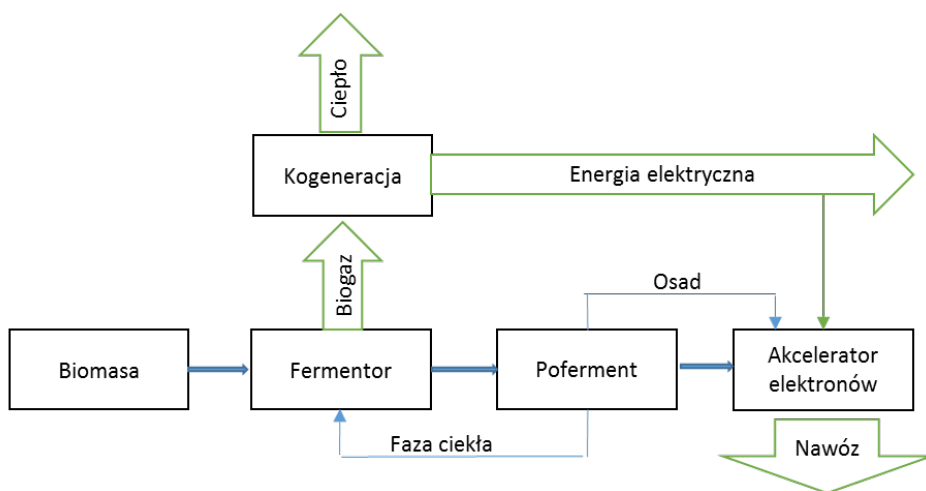 Ciepło
Kogeneracja
Energia elektryczna
Biogaz
Osad
Biomasa
Fermentor
Poferment
Akcelerator
elektronów
Faza ciekła
Nawóz